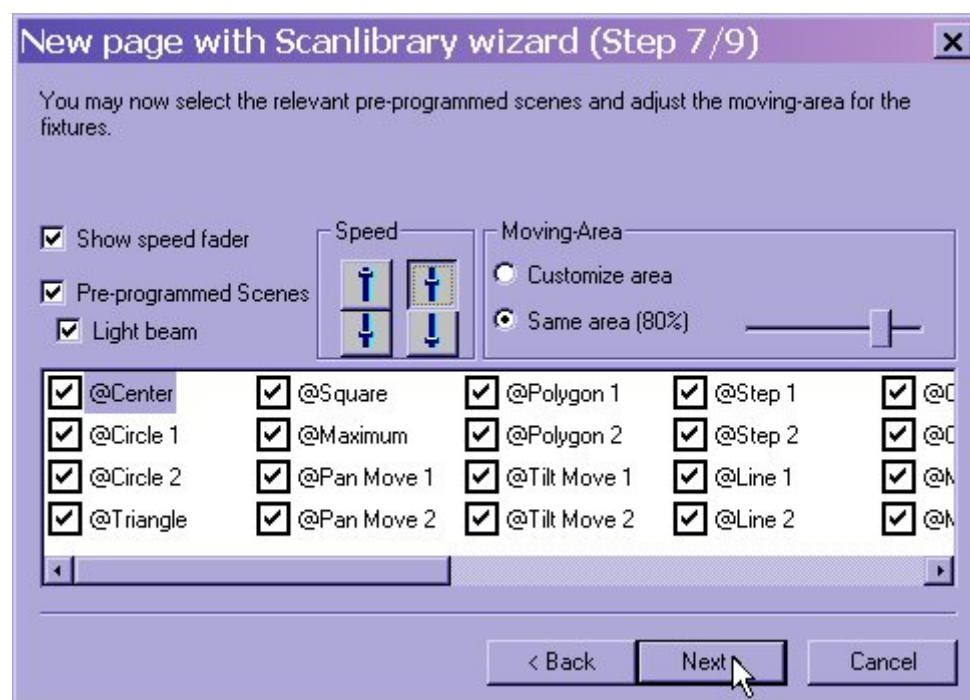 New page with Scanlibrary wizard (Step 7/9)
You may now select the relevant pre-programmed scenes and adjust the moving-area for the
fixtures.
Show speed fader
Pre-programmed Scenes
Light beam
Speed
Moving-Area
Customize area
Same area (80%)
@Center @Square @Polygon 1 @Step 1
@Circle 1 @Maximum @Polygon 2 @Step 2
@Circle 2 @Pan Move 1 @Tilt Move 1 @Line 1
@Triangle @Pan Move 2 @Tilt Move 2 @Line 2
< Back Next Cancel